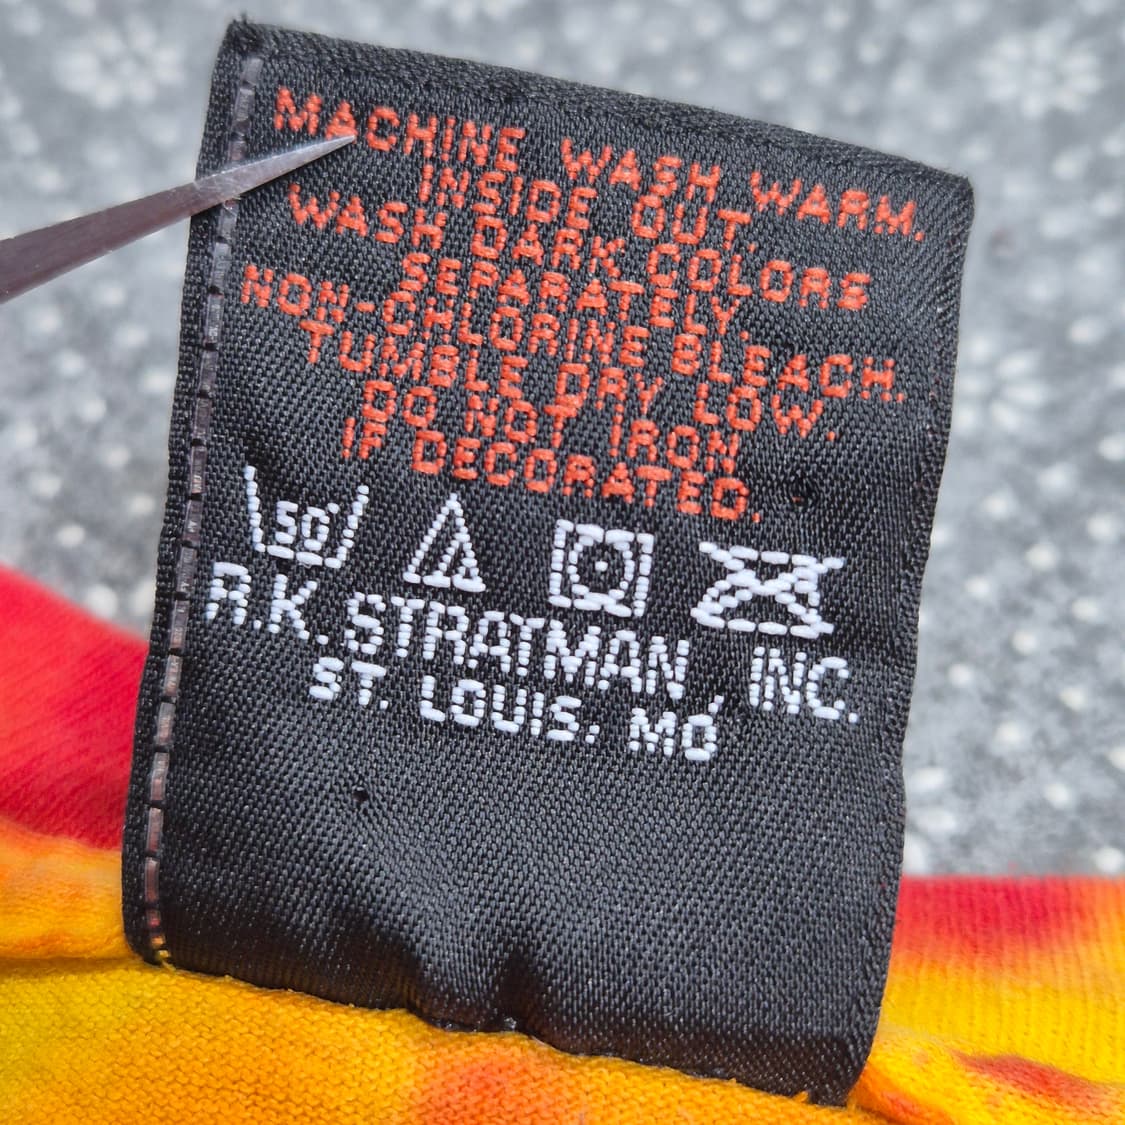 MACHINE WASH WARM.
INSIDE OUT.
WASH DARK COLORS
SEPARATELY.
NON-CHLORINE BLEACH.
TUMBLE DRY LOW.
DO NOT IRON
IF DECORATED.
50°
R.K. STRATMAN, INC.
ST. LOUIS, MO